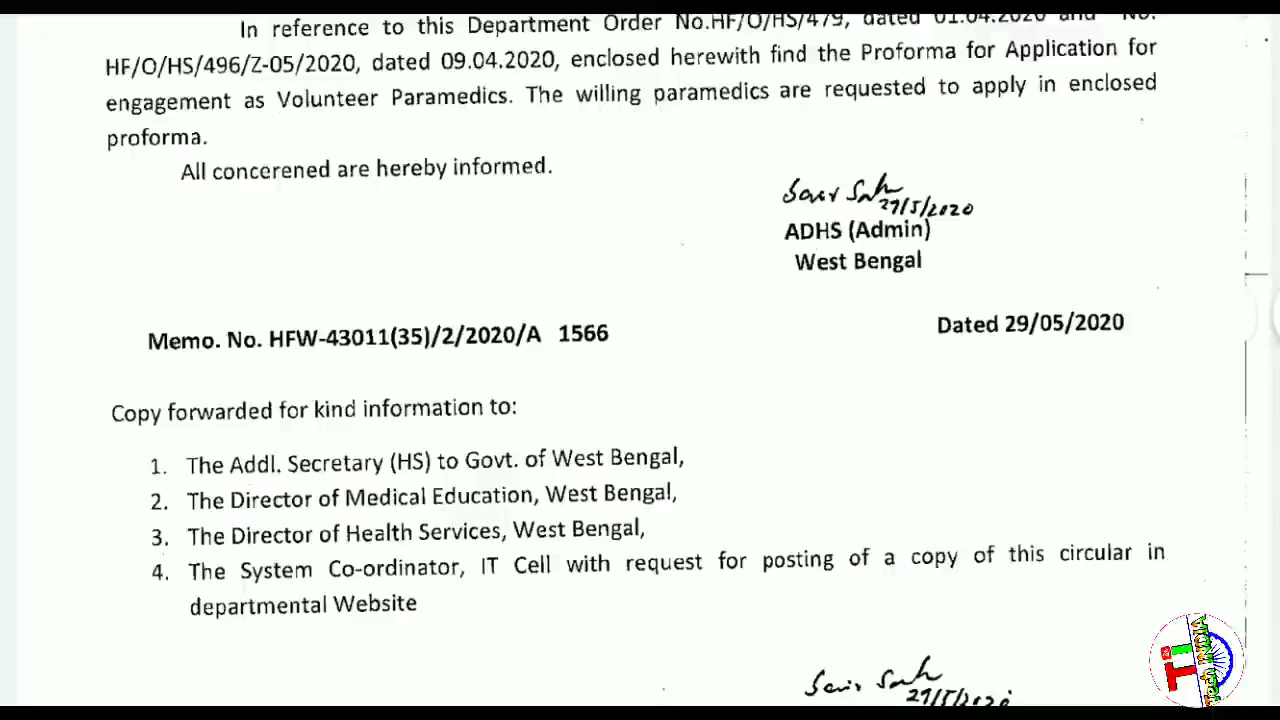 In reference to this Department Order No.HF/O/HS/479, dated 01.04.2020 and No.
HF/O/HS/496/Z-05/2020, dated 09.04.2020, enclosed herewith find the Proforma for Application for
engagement as Volunteer Paramedics. The willing paramedics are requested to apply in enclosed
proforma.
All concerened are hereby informed.
29/5/2020
ADHS (Admin)
West Bengal
Memo. No. HFW-43011(35)/2/2020/A 1566
Dated 29/05/2020
Copy forwarded for kind information to:
1. The Addl. Secretary (HS) to Govt. of West Bengal,
2. The Director of Medical Education, West Bengal,
3. The Director of Health Services, West Bengal,
4. The System Co-ordinator, IT Cell with request for posting of a copy of this circular in
departmental Website
29/5/2020
Ti
INDIA